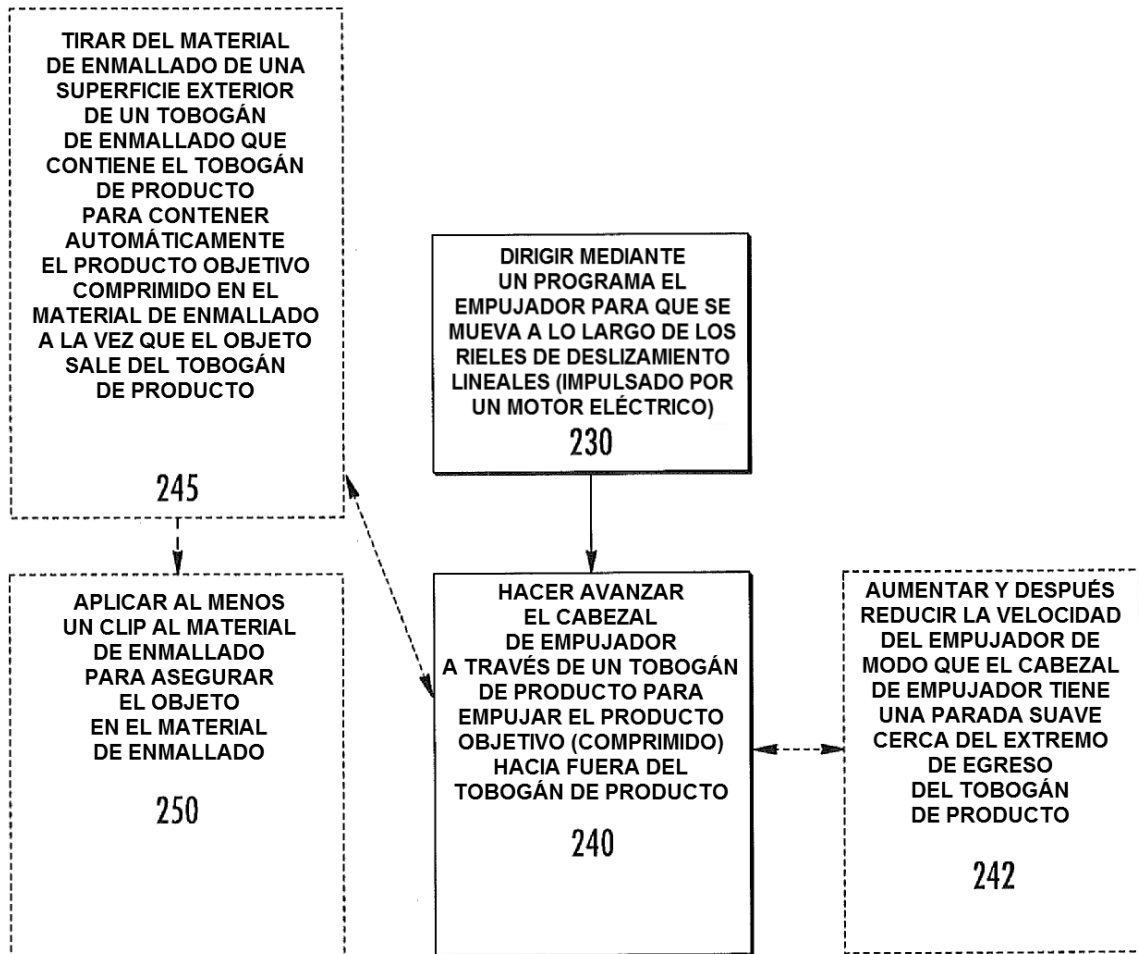 TIRAR DEL MATERIAL
DE ENMALLADO DE UNA
SUPERFICIE EXTERIOR
DE UN TOBOGÁN
DE ENMALLADO QUE
CONTIENE EL TOBOGÁN
DE PRODUCTO
PARA CONTENER
AUTOMÁTICAMENTE
EL PRODUCTO OBJETIVO
COMPRIMIDO EN EL
MATERIAL DE ENMALLADO
A LA VEZ QUE EL OBJETO
SALE DEL TOBOGÁN
DE PRODUCTO
245
DIRIGIR MEDIANTE
UN PROGRAMA EL
EMPUJADOR PARA QUE SE
MUEVA A LO LARGO DE LOS
RIELES DE DESLIZAMIENTO
LINEALES (IMPULSADO POR
UN MOTOR ELÉCTRICO)
230
APLICAR AL MENOS
UN CLIP AL MATERIAL
DE ENMALLADO
PARA ASEGURAR
EL OBJETO
EN EL MATERIAL
DE ENMALLADO
250
HACER AVANZAR
EL CABEZAL
DE EMPUJADOR
A TRAVÉS DE UN TOBOGÁN
DE PRODUCTO PARA
EMPUJAR EL PRODUCTO
OBJETIVO (COMPRIMIDO)
HACIA FUERA DEL
TOBOGÁN DE PRODUCTO
240
AUMENTAR Y DESPUÉS
REDUCIR LA VELOCIDAD
DEL EMPUJADOR DE
MODO QUE EL CABEZAL
DE EMPUJADOR TIENE
UNA PARADA SUAVE
CERCA DEL EXTREMO
DE EGRESO
DEL TOBOGÁN
DE PRODUCTO
242